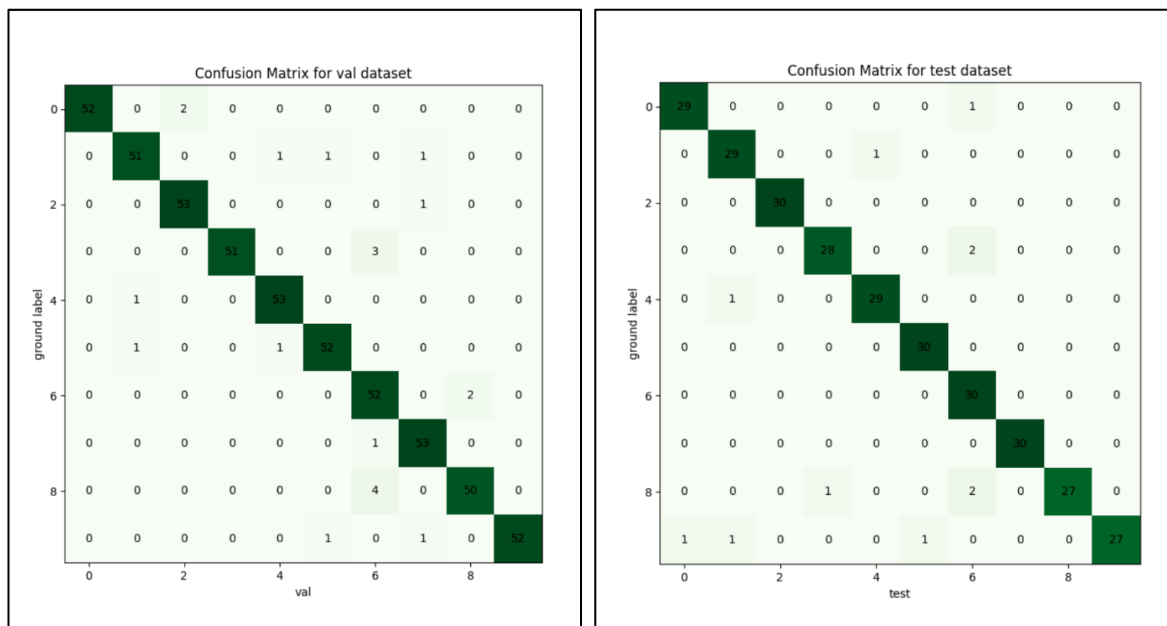 Confusion Matrix for val dataset
0 52 0 2 0 0 0 0 0 0 0
0 51 0 0 1 1 0 1 0 0
2 0 0 53 0 0 0 0 1 0 0
0 0 0 51 0 0 3 0 0 0
4 0 1 0 0 53 0 0 0 0 0
0 1 0 0 1 52 0 0 0 0
6 0 0 0 0 0 0 52 0 2 0
0 0 0 0 0 0 1 53 0 0
8 0 0 0 0 0 0 4 0 50 0
0 0 0 0 0 1 0 1 0 52
ground label
0 2 4 6 8
val
Confusion Matrix for test dataset
0 29 0 0 0 0 0 1 0 0 0
0 29 0 0 1 0 0 0 0 0
2 0 0 30 0 0 0 0 0 0 0
0 0 0 28 0 0 2 0 0 0
4 0 1 0 0 29 0 0 0 0 0
0 0 0 0 0 30 0 0 0 0
6 0 0 0 0 0 0 30 0 0 0
0 0 0 0 0 0 0 30 0 0
8 0 0 0 1 0 0 2 0 27 0
1 1 0 0 0 1 0 0 0 27
ground label
0 2 4 6 8
test